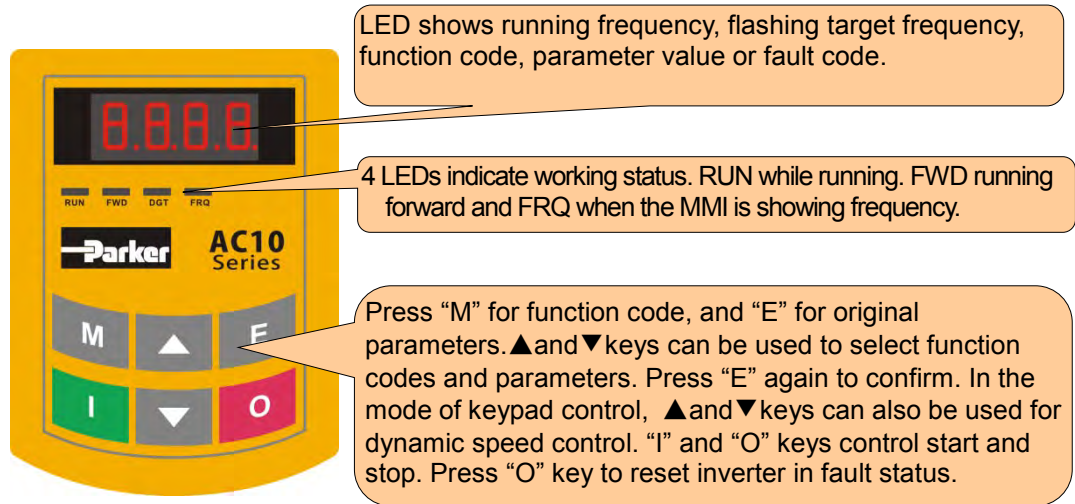 LED shows running frequency, flashing target frequency,
function code, parameter value or fault code.
8.8.8.8.
4 LEDs indicate working status. RUN while running. FWD running
forward and FRQ when the MMI is showing frequency.
RUN FWD DGT FRQ
Parker
AC10
Series
M
E
I
O
Press “M” for function code, and “E” for original
parameters.▲and▼keys can be used to select function
codes and parameters. Press “E” again to confirm. In the
mode of keypad control, ▲and▼keys can also be used for
dynamic speed control. “I” and “O” keys control start and
stop. Press “O” key to reset inverter in fault status.